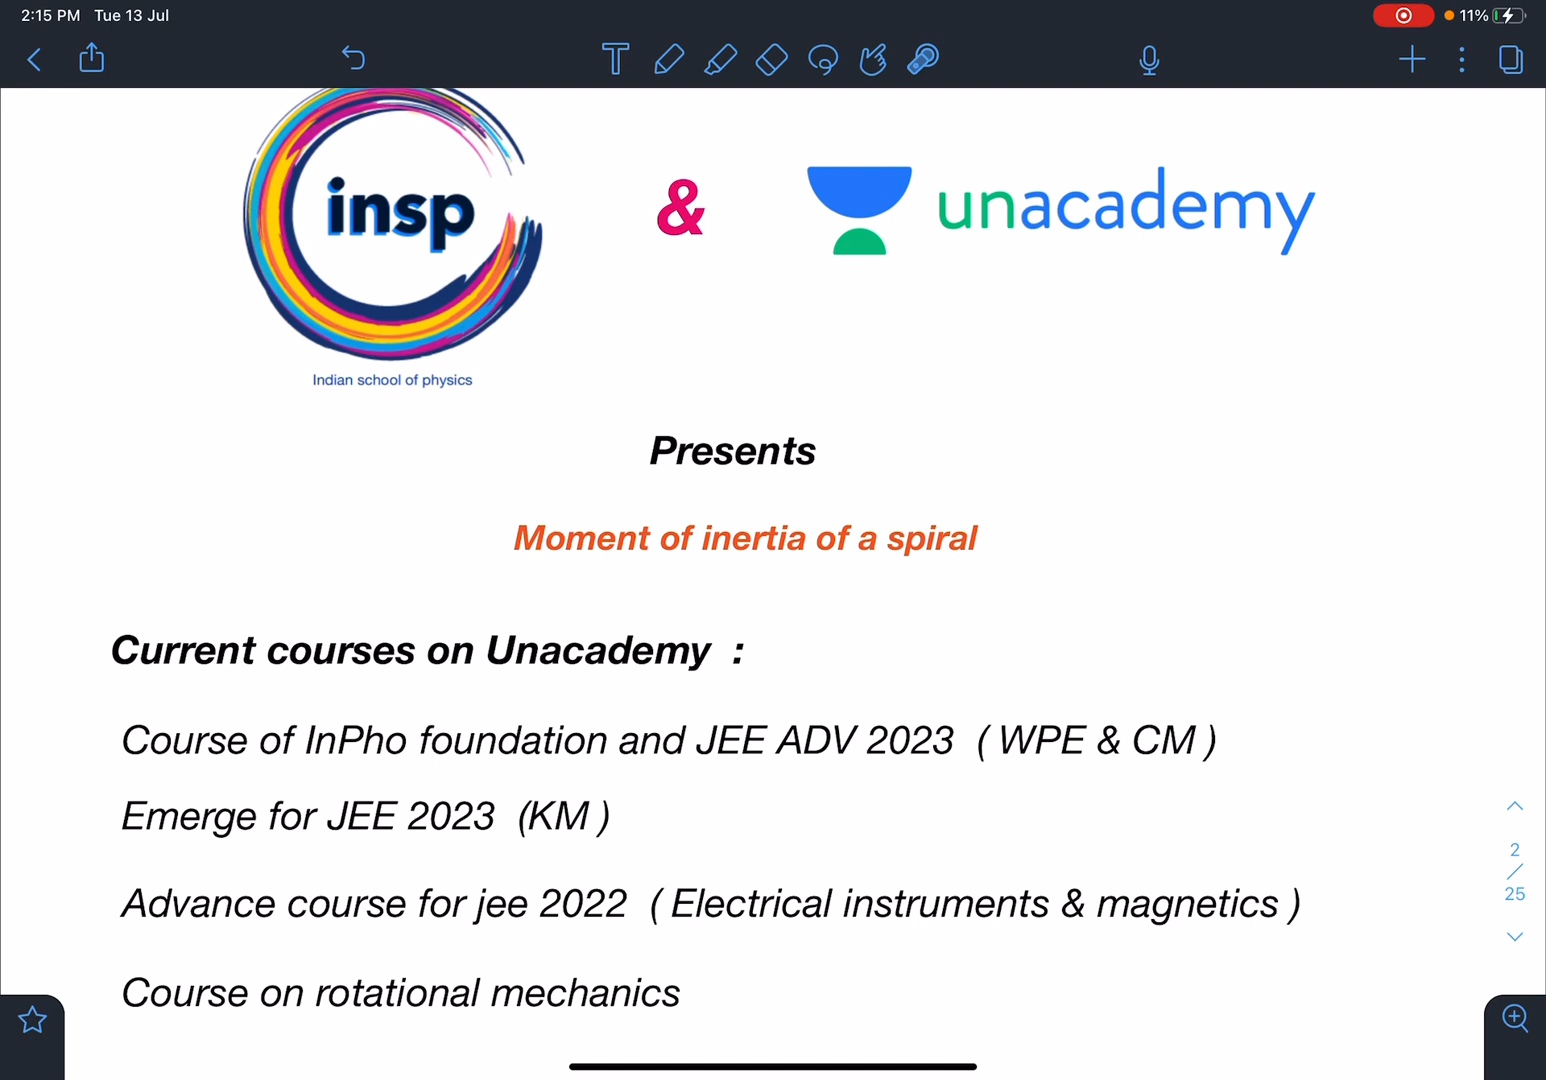 2:15 PM Tue 13 Jul
11%
insp
&
unacademy
Indian school of physics
Presents
Moment of inertia of a spiral
Current courses on Unacademy :
Course of InPho foundation and JEE ADV 2023 ( WPE & CM )
Emerge for JEE 2023 (KM )
2
/
25
Advance course for jee 2022 ( Electrical instruments & magnetics )
Course on rotational mechanics